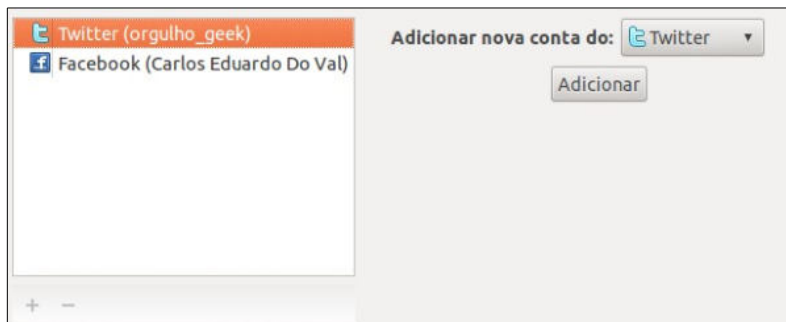 Twitter (orgulho_geek)
Facebook (Carlos Eduardo Do Val)
Adicionar nova conta do: Twitter
Adicionar